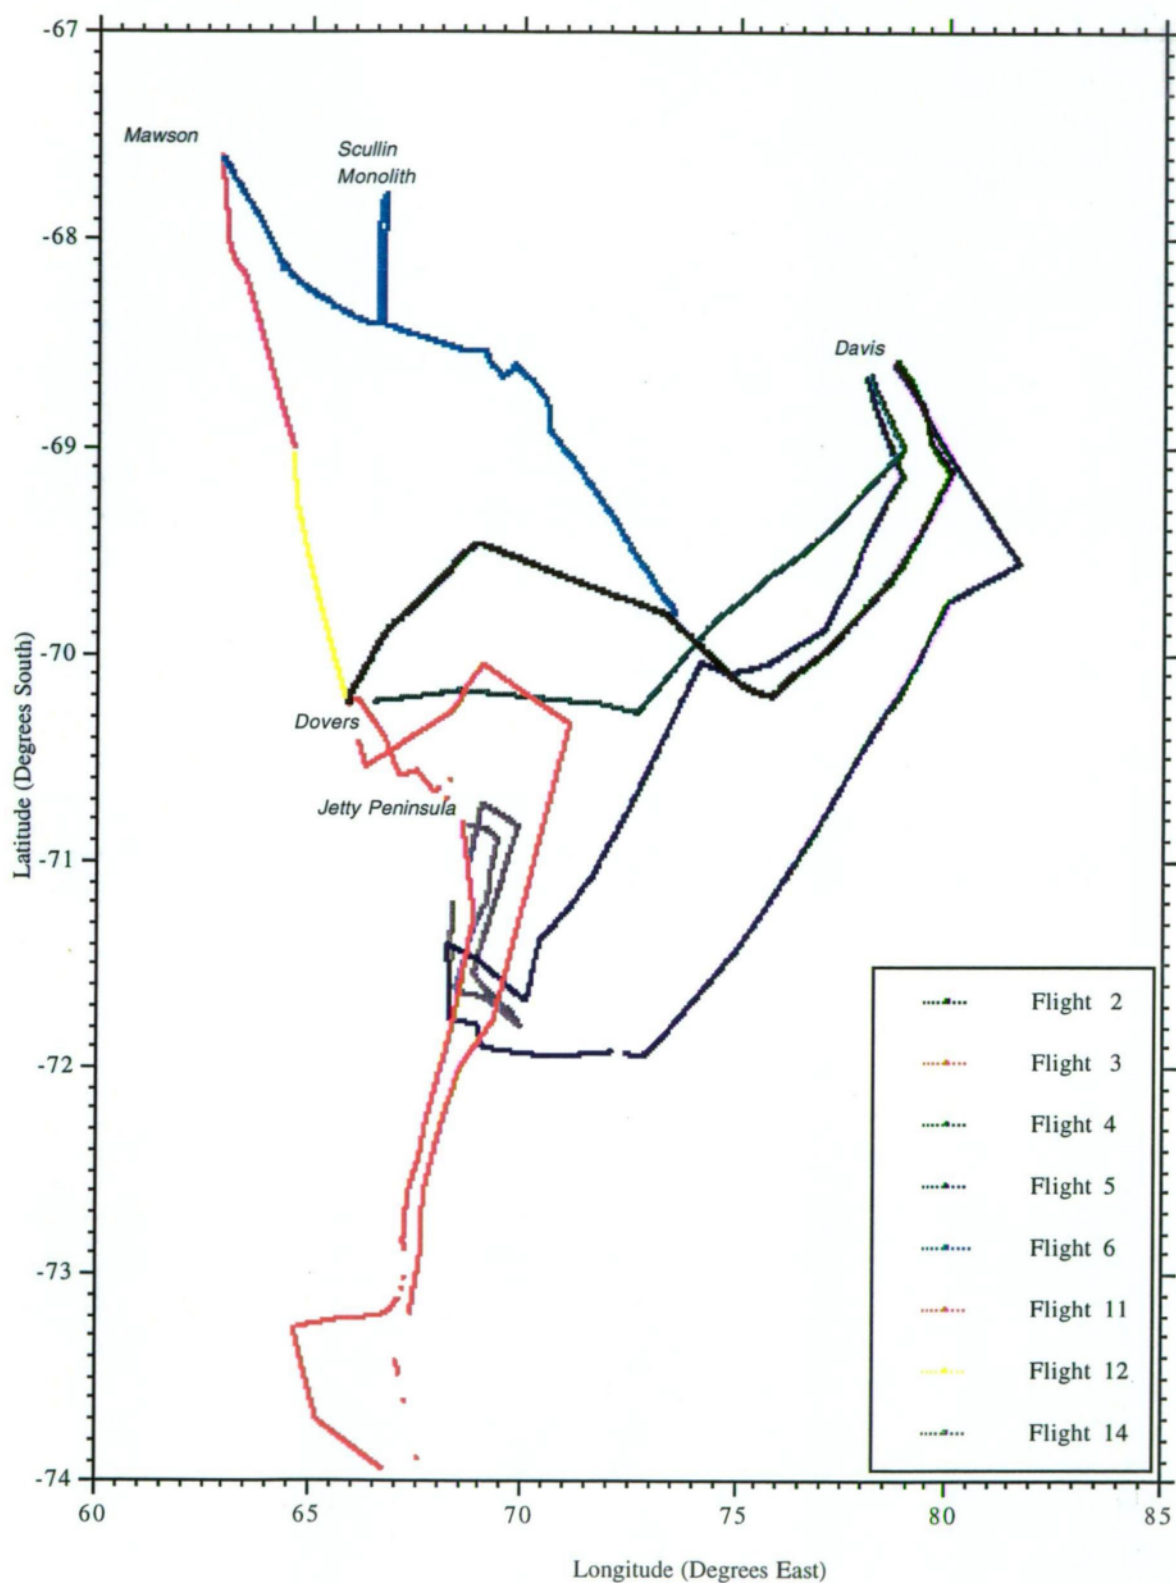 -67
Mawson
Scullin
Monolith
-68
Davis
-69
Latitude (Degrees South)
-70
Dovers
Jetty Peninsula
-71
Flight 2
Flight 3
-72
Flight 4
Flight 5
Flight 6
-73
Flight 11
Flight 12
Flight 14
-74
60
65
70
75
80
85
Longitude (Degrees East)